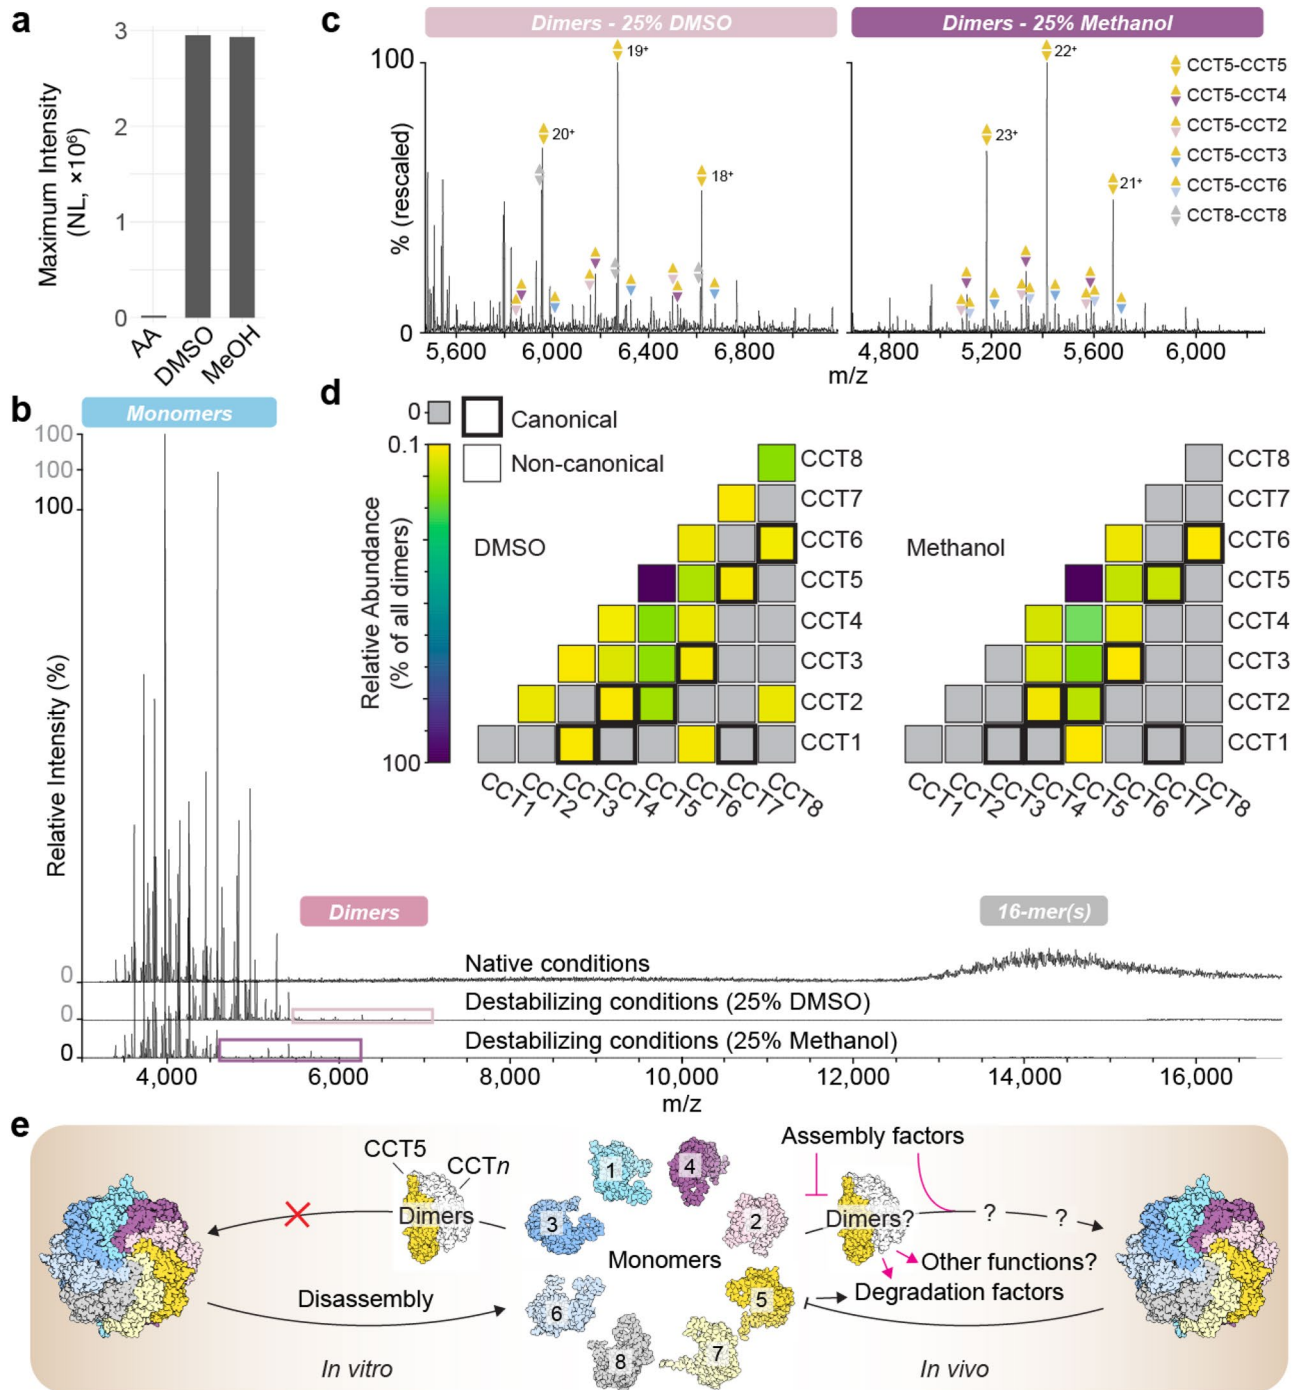 a
3
2
1
0
Maximum Intensity
(NL, ×10⁶)
AA
DMSO
MeOH
c
Dimers - 25% DMSO
Dimers - 25% Methanol
100
0
% (rescaled)
20⁺
19⁺
18⁺
23⁺
22⁺
21⁺
CCT5-CCT5
CCT5-CCT4
CCT5-CCT2
CCT5-CCT3
CCT5-CCT6
CCT8-CCT8
5,600
6,000
6,400
6,800
4,800
5,200
5,600
6,000
m/z
b
Monomers
100
100
100
Relative Intensity (%)
0
0
0
Dimers
16-mer(s)
Native conditions
Destabilizing conditions (25% DMSO)
Destabilizing conditions (25% Methanol)
4,000
6,000
8,000
10,000
12,000
14,000
16,000
m/z
d
0
0.1
100
Relative Abundance
(% of all dimers)
Canonical
Non-canonical
DMSO
CCT8
CCT7
CCT6
CCT5
CCT4
CCT3
CCT2
CCT1
CCT1
CCT2
CCT3
CCT4
CCT5
CCT6
CCT7
CCT8
Methanol
CCT8
CCT7
CCT6
CCT5
CCT4
CCT3
CCT2
CCT1
CCT1
CCT2
CCT3
CCT4
CCT5
CCT6
CCT7
CCT8
e
CCT5
CCTn
Dimers
Disassembly
In vitro
1
4
3
2
Monomers
6
5
8
7
Assembly factors
Dimers?
?
?
Other functions?
Degradation factors
In vivo